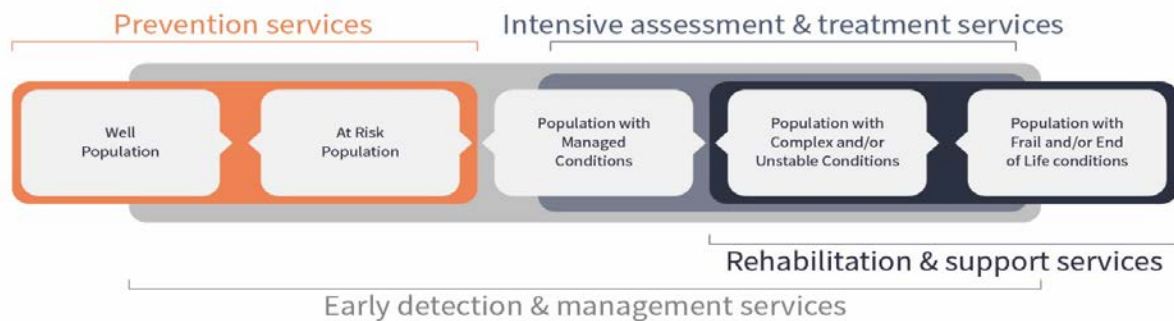 Prevention services
Intensive assessment & treatment services
Well
Population
At Risk
Population
Population with
Managed
Conditions
Population with
Complex and/or
Unstable Conditions
Population with
Frail and/or End
of Life conditions
Rehabilitation & support services
Early detection & management services